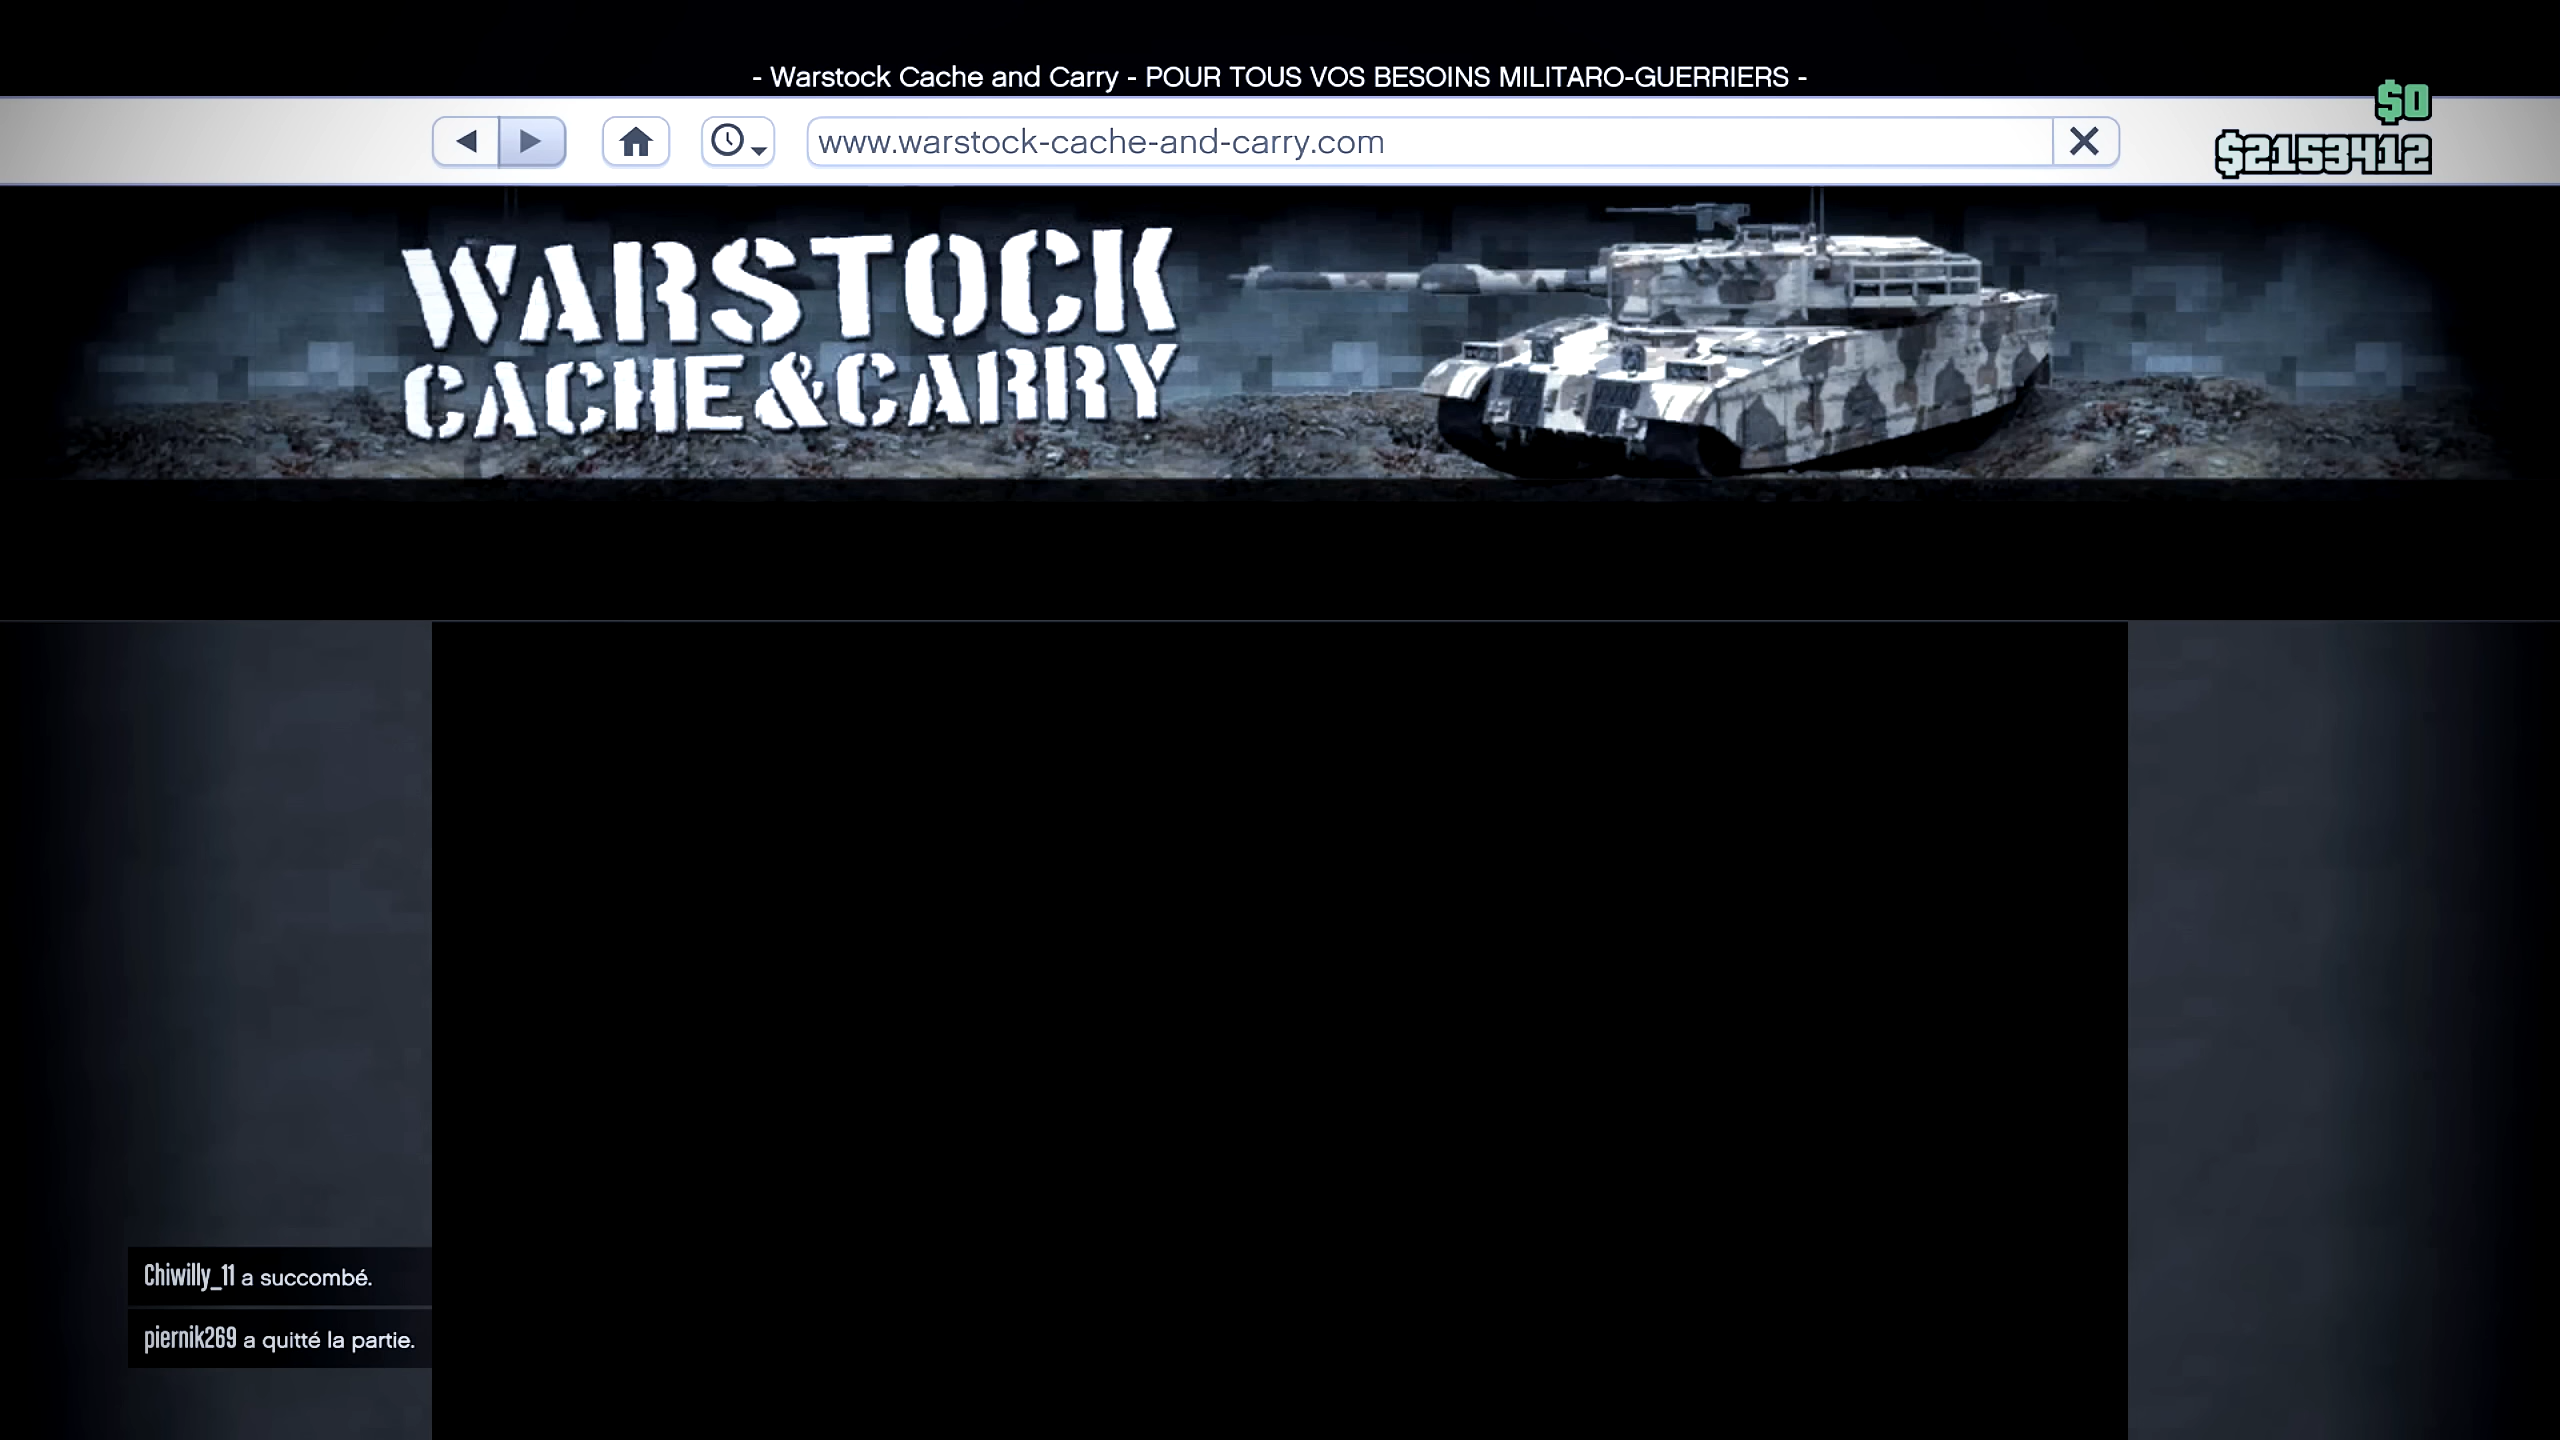 - Warstock Cache and Carry - POUR TOUS VOS BESOINS MILITARO-GUERRIERS -
$0
www.warstock-cache-and-carry.com
$2153412
WARSTOCK
CACHE&CARRY
Chiwilly_11 a succombé.
piernik269 a quitté la partie.